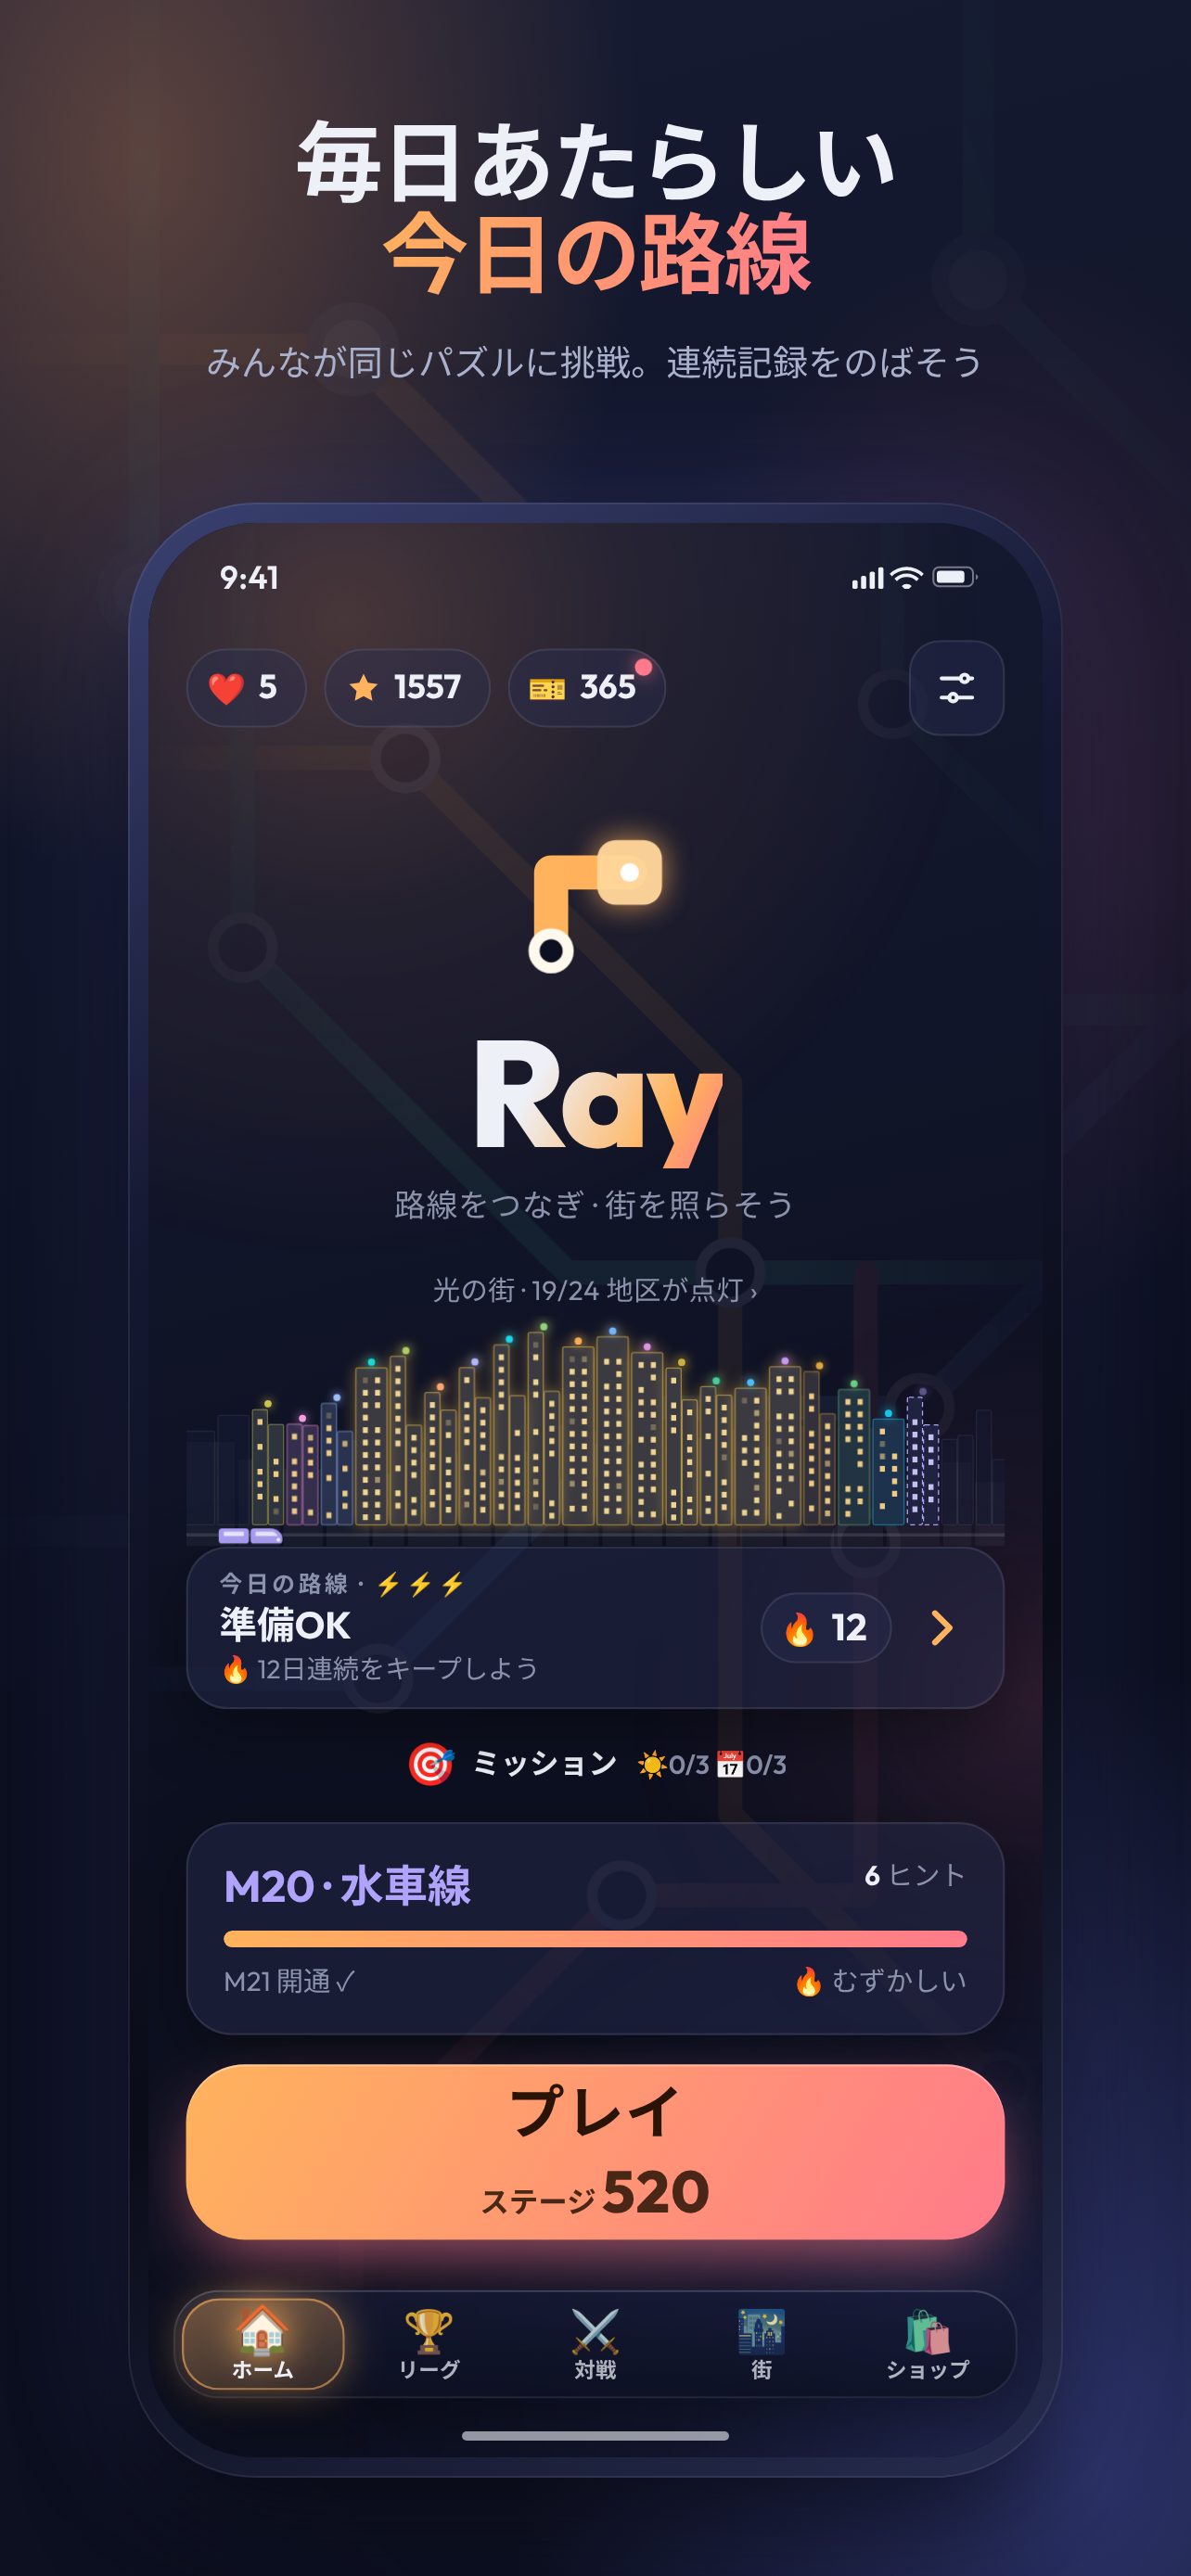 毎日あたらしい
今日の路線
みんなが同じパズルに挑戦。連続記録をのばそう
9:41
5
1557
365
Ray
路線をつなぎ·街を照らそう
光の街·19/24 地区が点灯 ›
今日の路線·⚡⚡⚡
準備OK
🔥 12日連続をキープしよう
🔥 12
🎯 ミッション ☀️0/3 📅0/3
M20·水車線
6 ヒント
M21 開通 ✓
🔥 むずかしい
プレイ
ステージ 520
ホーム
リーグ
対戦
街
ショップ